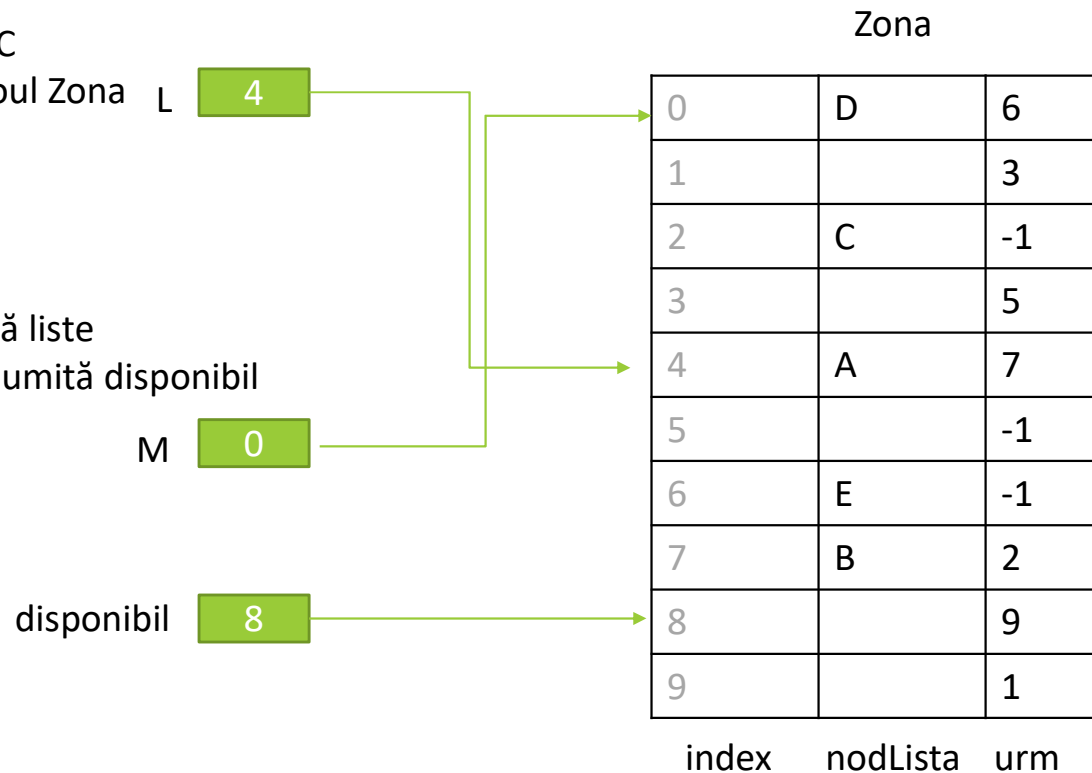 C
ul Zona
L 4
ă liste
umită disponibil
M 0
disponibil 8
Zona
0 D 6
1 3
2 C -1
3 5
4 A 7
5 -1
6 E -1
7 B 2
8 9
9 1
index nodLista urm